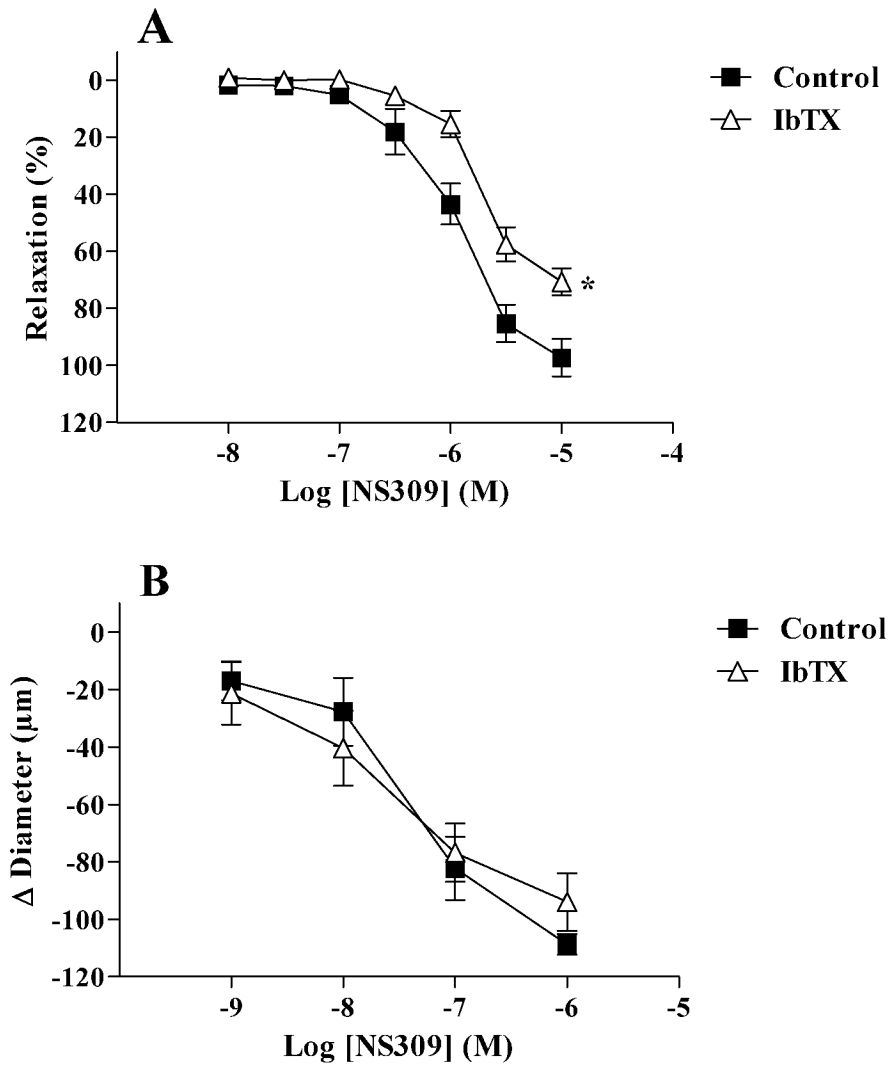 A
Control
IbTX
0
20
40
60
80
100
120
Relaxation (%)
-8 -7 -6 -5 -4
*
Log [NS309] (M)
B
Control
IbTX
0
-20
-40
-60
-80
-100
-120
Δ Diameter (μm)
-9 -8 -7 -6 -5
Log [NS309] (M)